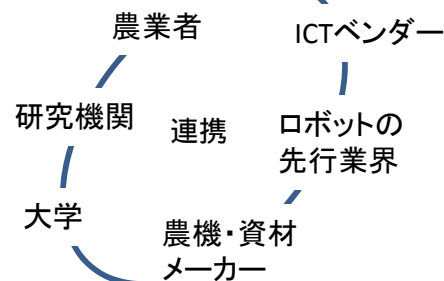 農業者
ICTベンダー
研究機関
連携
ロボットの
先行業界
大学
農機・資材
メーカー